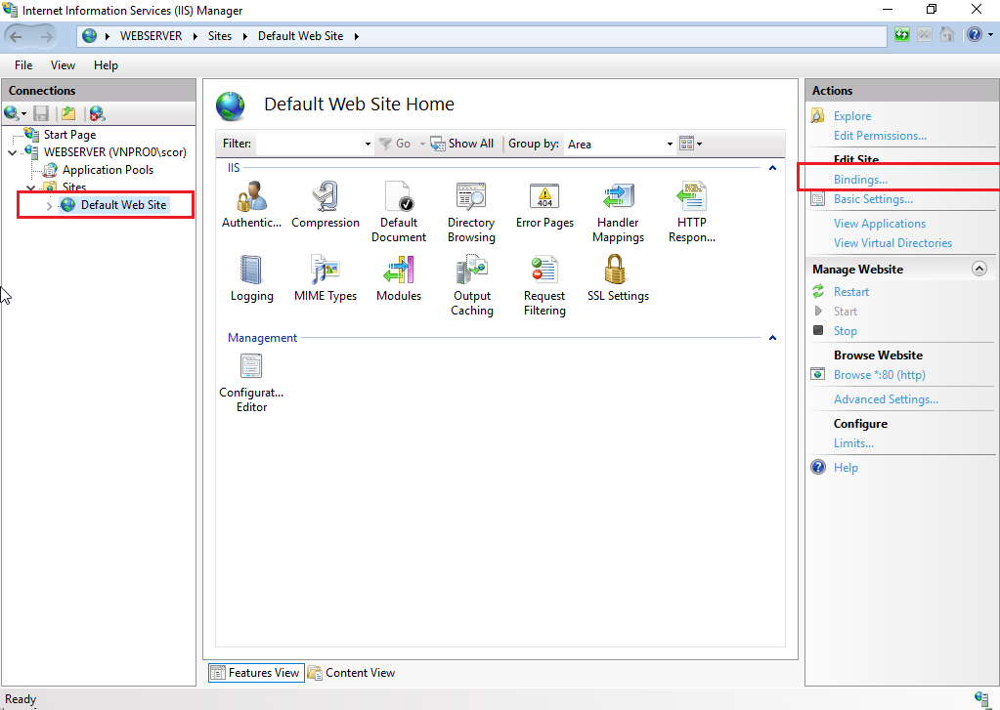 Internet Information Services (IIS) Manager
WEBSERVER Sites Default Web Site
File View Help
Connections
Start Page
WEBSERVER (VNPRO0\scor)
Application Pools
Sites
Default Web Site
Default Web Site Home
Filter: Go Show All Group by: Area
IIS
Authentic... Compression Default Document Directory Browsing Error Pages Handler Mappings HTTP Respon...
404
Logging MIME Types Modules Output Caching Request Filtering SSL Settings
Management
Configurat... Editor
Features View Content View
Actions
Explore
Edit Permissions...
Edit Site
Bindings...
Basic Settings...
View Applications
View Virtual Directories
Manage Website
Restart
Start
Stop
Browse Website
Browse *:80 (http)
Advanced Settings...
Configure
Limits...
Help
Ready